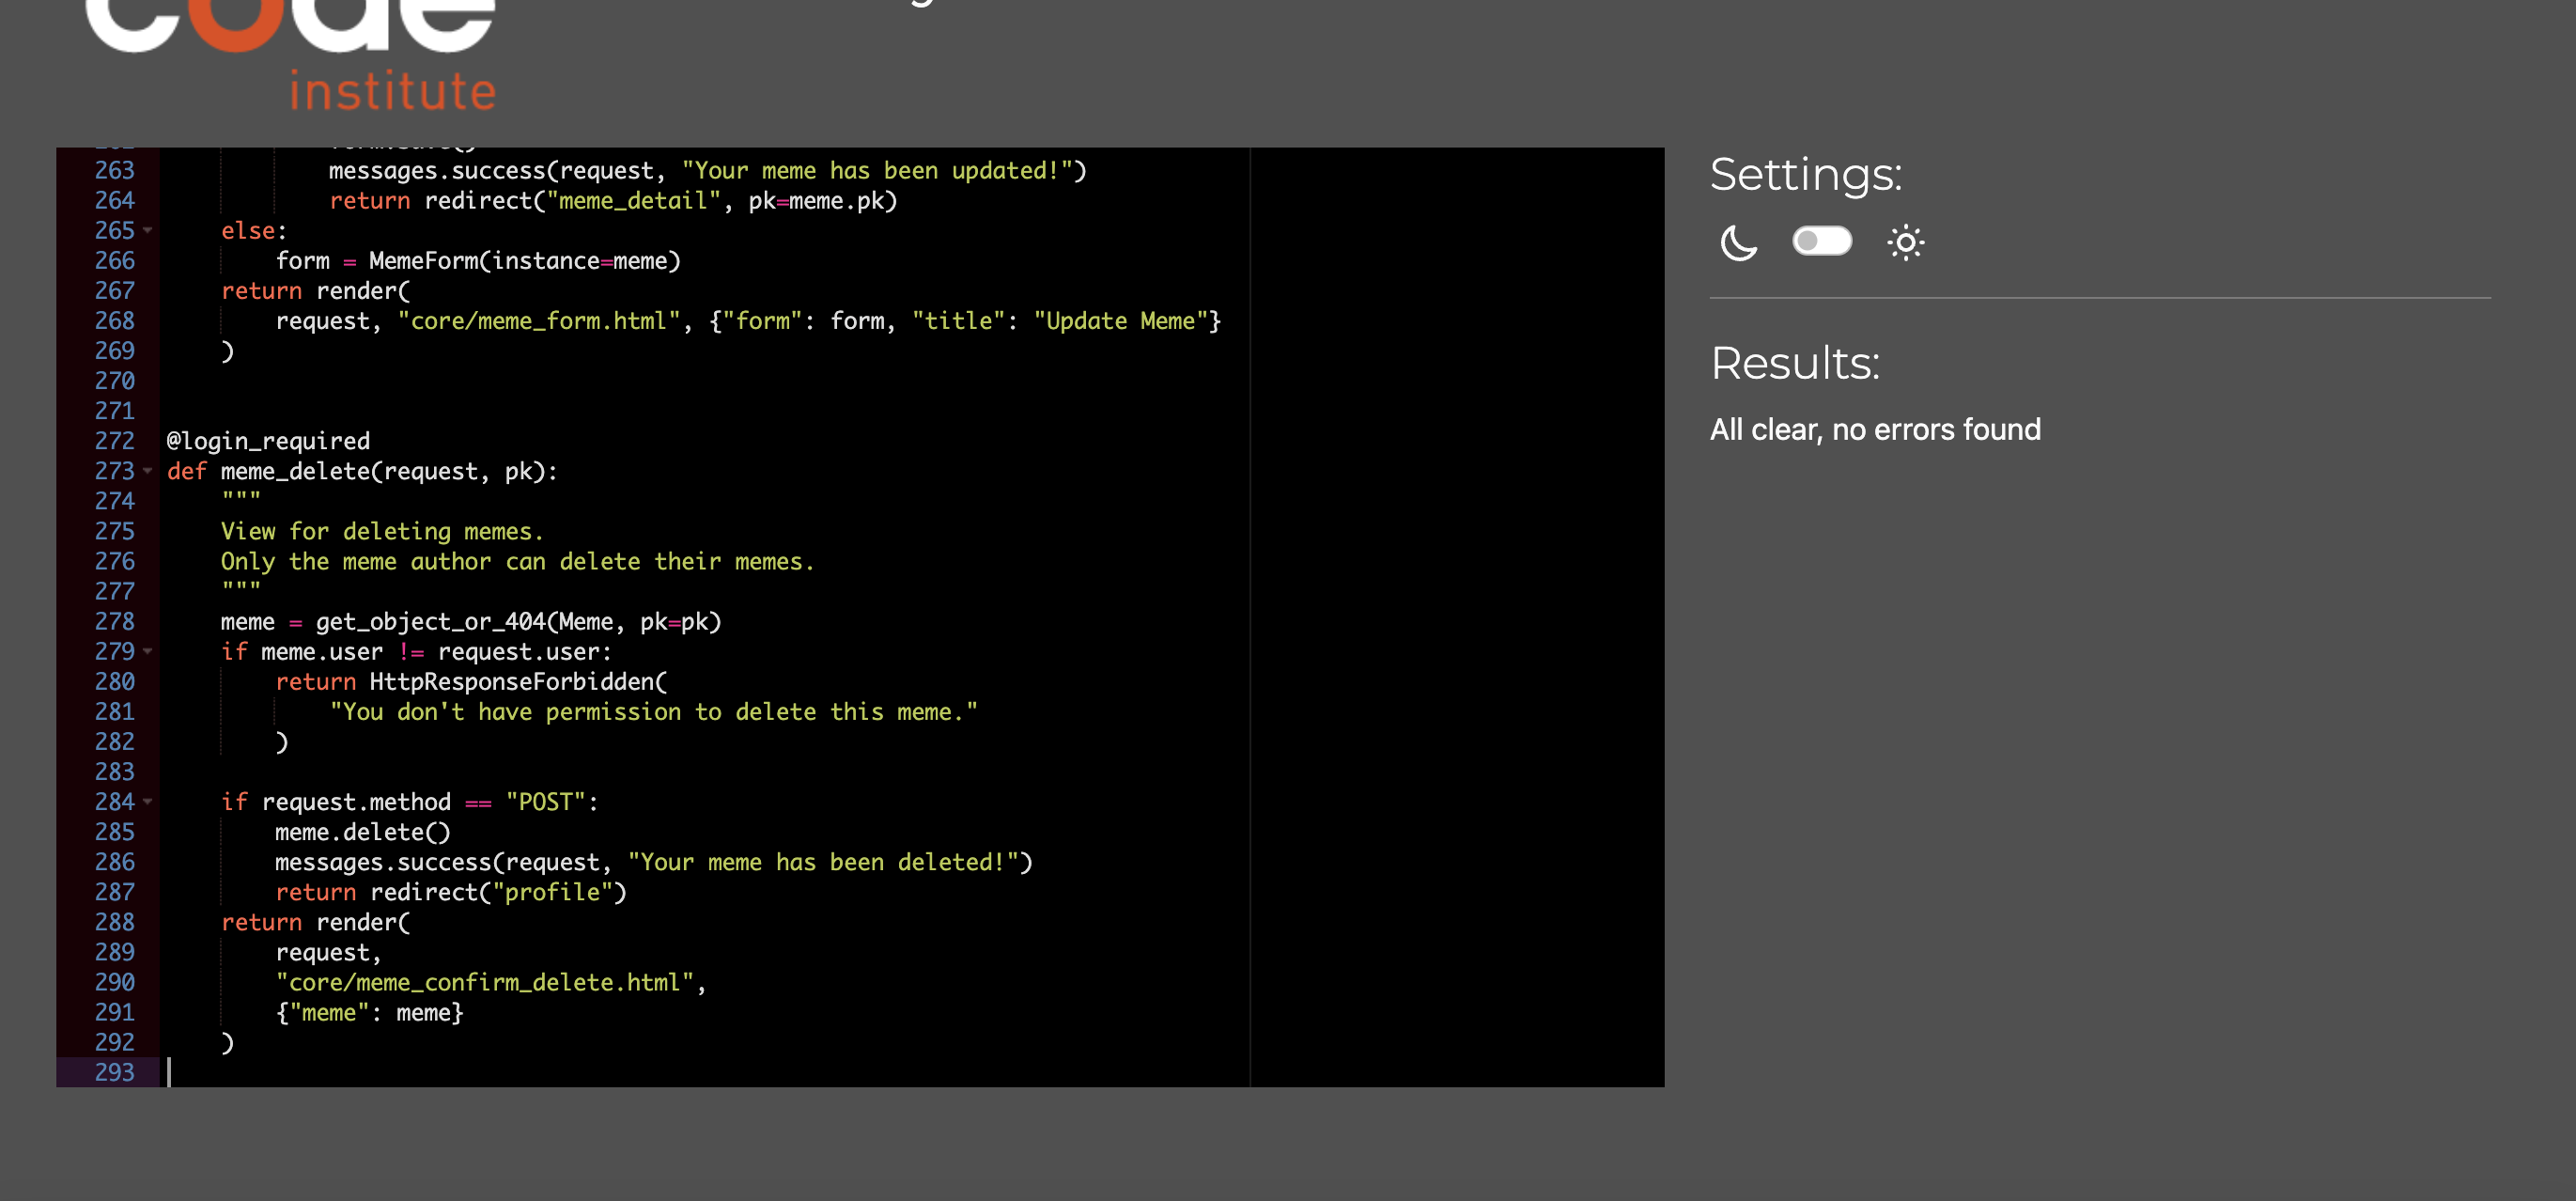 code
institute
263 messages.success(request, "Your meme has been updated!")
264 return redirect("meme_detail", pk=meme.pk)
265 else:
266 form = MemeForm(instance=meme)
267 return render(
268 request, "core/meme_form.html", {"form": form, "title": "Update Meme"}
269 )
270
271
272 @login_required
273 def meme_delete(request, pk):
274 """
275 View for deleting memes.
276 Only the meme author can delete their memes.
277 """
278 meme = get_object_or_404(Meme, pk=pk)
279 if meme.user != request.user:
280 return HttpResponseForbidden(
281 "You don't have permission to delete this meme."
282 )
283
284 if request.method == "POST":
285 meme.delete()
286 messages.success(request, "Your meme has been deleted!")
287 return redirect("profile")
288 return render(
289 request,
290 "core/meme_confirm_delete.html",
291 {"meme": meme}
292 )
293
Settings:
Results:
All clear, no errors found